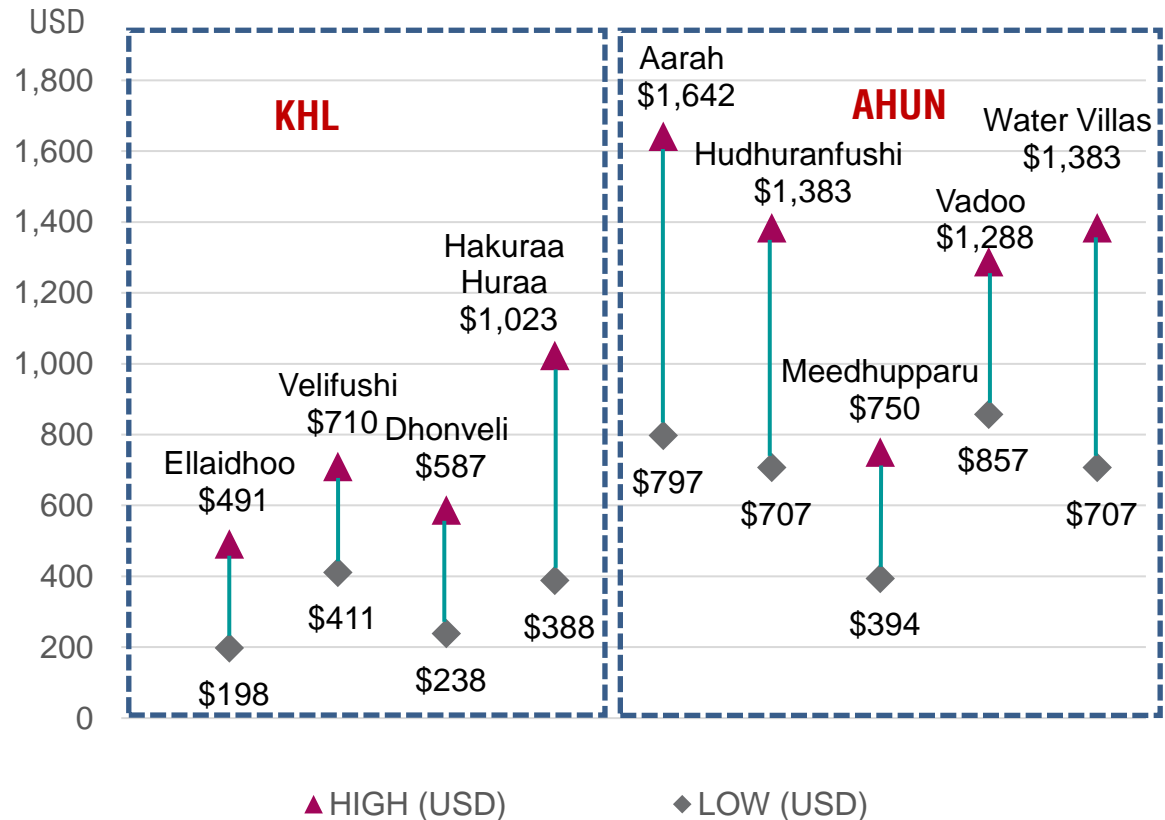 USD
1,800
1,600
1,400
1,200
1,000
800
600
400
200
0
KHL
Ellaidhoo
$491
$198
Velifushi
$710
$411
Dhonveli
$587
$238
Hakuraa
Huraa
$1,023
$388
AHUN
Aarah
$1,642
$797
Hudhuranfushi
$1,383
$707
Meedhupparu
$750
$394
Vadoo
$1,288
$857
Water Villas
$1,383
$707
HIGH (USD)
LOW (USD)